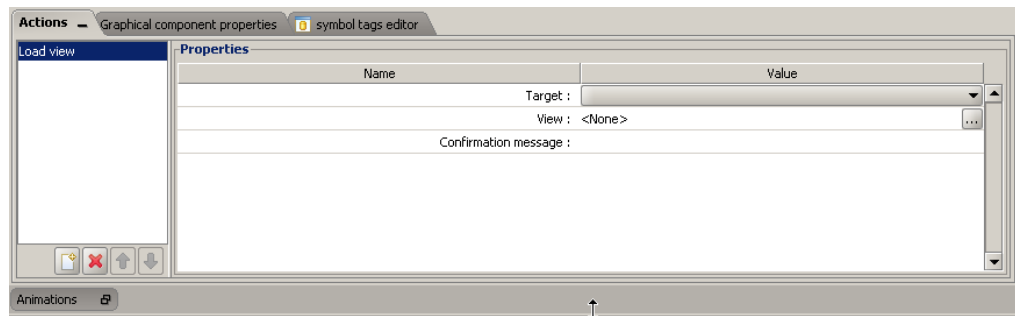 Actions
Graphical component properties
symbol tags editor
Load view
Properties
Name Value
Target :
View : <None>
...
Confirmation message :
Animations